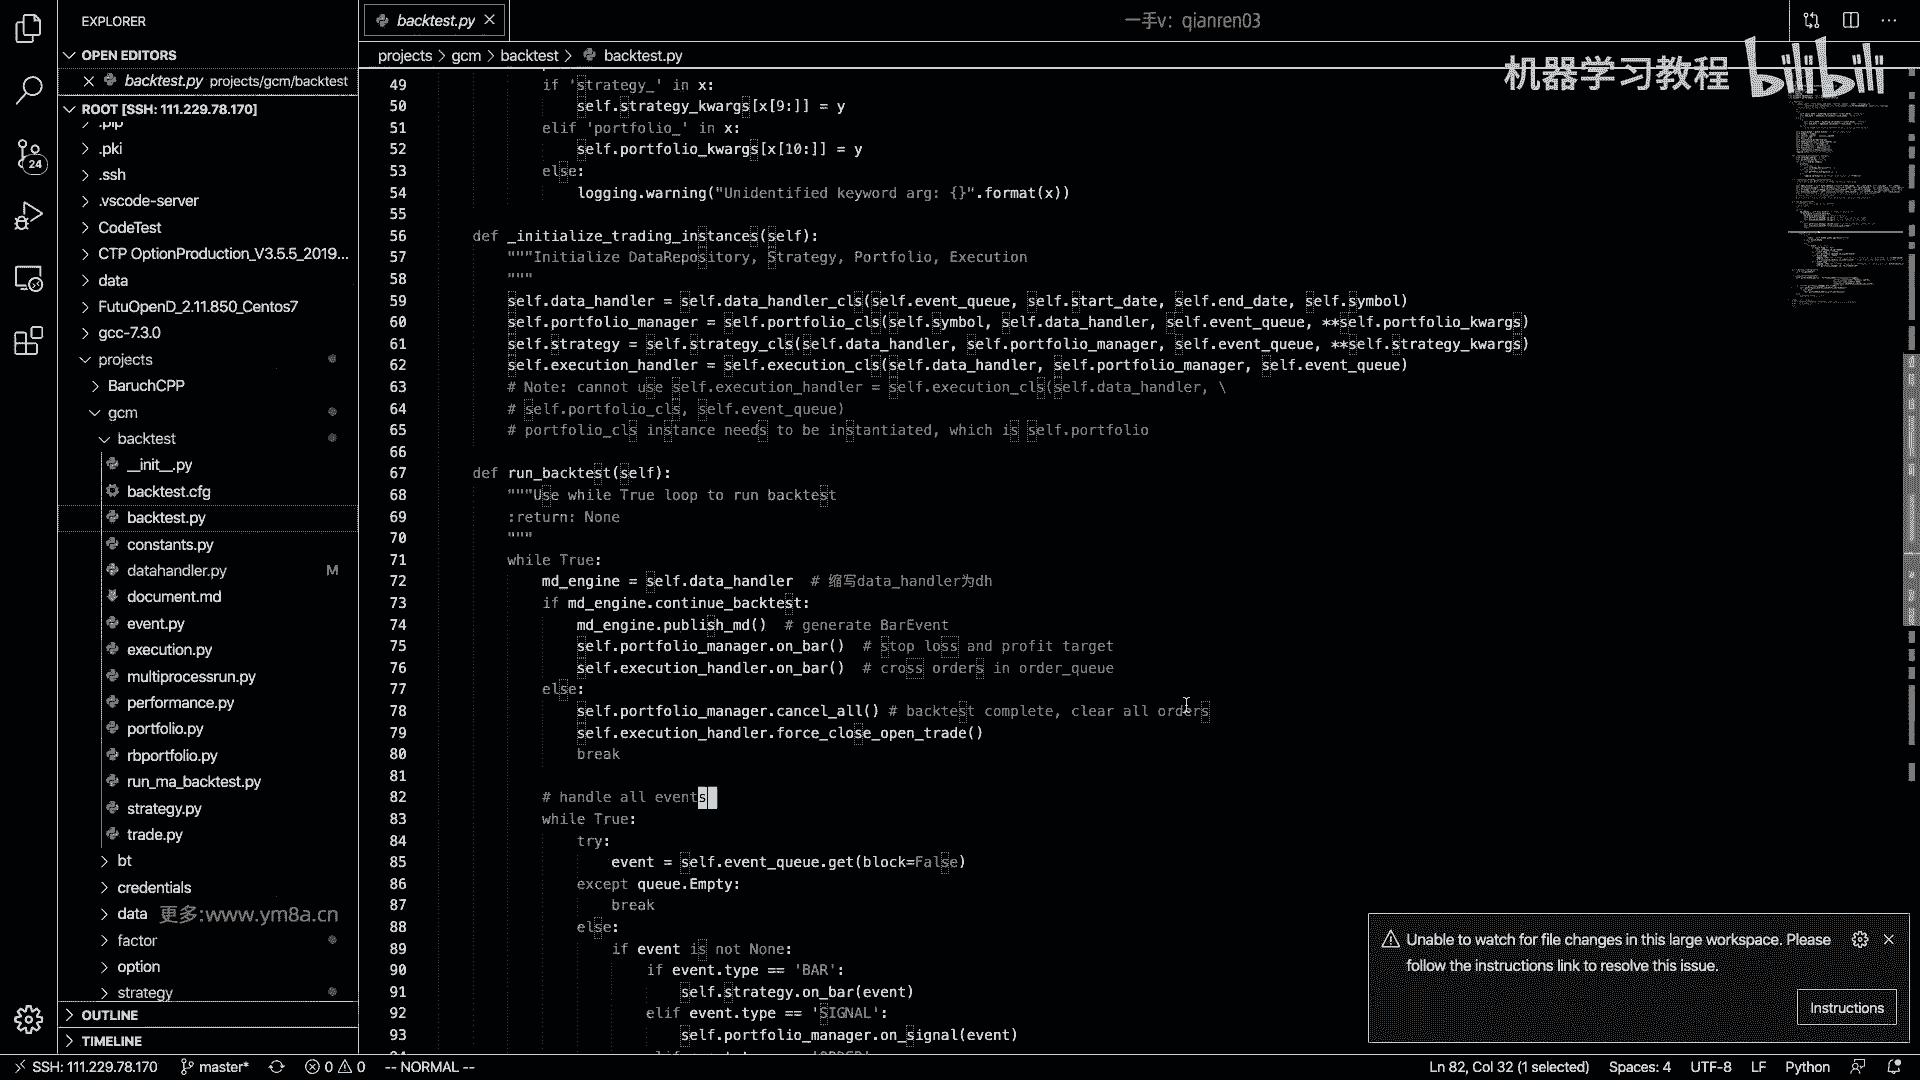 EXPLORER
OPEN EDITORS
backtest.py projects/gcm/backtest
ROOT [SSH: 111.229.78.170]
.pip
.pki
.ssh
.vscode-server
CodeTest
CTP OptionProduction_V3.5.5_2019...
data
FutuOpenD_2.11.850_Centos7
gcc-7.3.0
projects
BaruchCPP
gcm
backtest
__init__.py
backtest.cfg
backtest.py
constants.py
datahandler.py M
document.md
event.py
execution.py
multiprocessrun.py
performance.py
portfolio.py
rbportfolio.py
run_ma_backtest.py
strategy.py
trade.py
bt
credentials
data
更多:www.ym8a.cn
factor
option
strategy
OUTLINE
TIMELINE
24
backtest.py
一手v：qianren03
projects > gcm > backtest > backtest.py
机器学习教程 bilibili
49 if 'strategy_' in x:
50 self.strategy_kwargs[x[9:]] = y
51 elif 'portfolio_' in x:
52 self.portfolio_kwargs[x[10:]] = y
53 else:
54 logging.warning("Unidentified keyword arg: {}".format(x))
55
56 def _initialize_trading_instances(self):
57 """Initialize DataRepository, Strategy, Portfolio, Execution
58 """
59 self.data_handler = self.data_handler_cls(self.event_queue, self.start_date, self.end_date, self.symbol)
60 self.portfolio_manager = self.portfolio_cls(self.symbol, self.data_handler, self.event_queue, **self.portfolio_kwargs)
61 self.strategy = self.strategy_cls(self.data_handler, self.portfolio_manager, self.event_queue, **self.strategy_kwargs)
62 self.execution_handler = self.execution_cls(self.data_handler, self.portfolio_manager, self.event_queue)
63 # Note: cannot use self.execution_handler = self.execution_cls(self.data_handler, \
64 # self.portfolio_cls, self.event_queue)
65 # portfolio_cls instance needs to be instantiated, which is self.portfolio
66
67 def run_backtest(self):
68 """Use while True loop to run backtest
69 :return: None
70 """
71 while True:
72 md_engine = self.data_handler # 缩写data_handler为dh
73 if md_engine.continue_backtest:
74 md_engine.publish_md() # generate BarEvent
75 self.portfolio_manager.on_bar() # stop loss and profit target
76 self.execution_handler.on_bar() # cross orders in order_queue
77 else:
78 self.portfolio_manager.cancel_all() # backtest complete, clear all orders
79 self.execution_handler.force_close_open_trade()
80 break
81
82 # handle all events
83 while True:
84 try:
85 event = self.event_queue.get(block=False)
86 except queue.Empty:
87 break
88 else:
89 if event is not None:
90 if event.type == 'BAR':
91 self.strategy.on_bar(event)
92 elif event.type == 'SIGNAL':
93 self.portfolio_manager.on_signal(event)
Unable to watch for file changes in this large workspace. Please
follow the instructions link to resolve this issue.
Instructions
SSH: 111.229.78.170 master* 0 0 -- NORMAL -- Ln 82, Col 32 (1 selected) Spaces: 4 UTF-8 LF Python